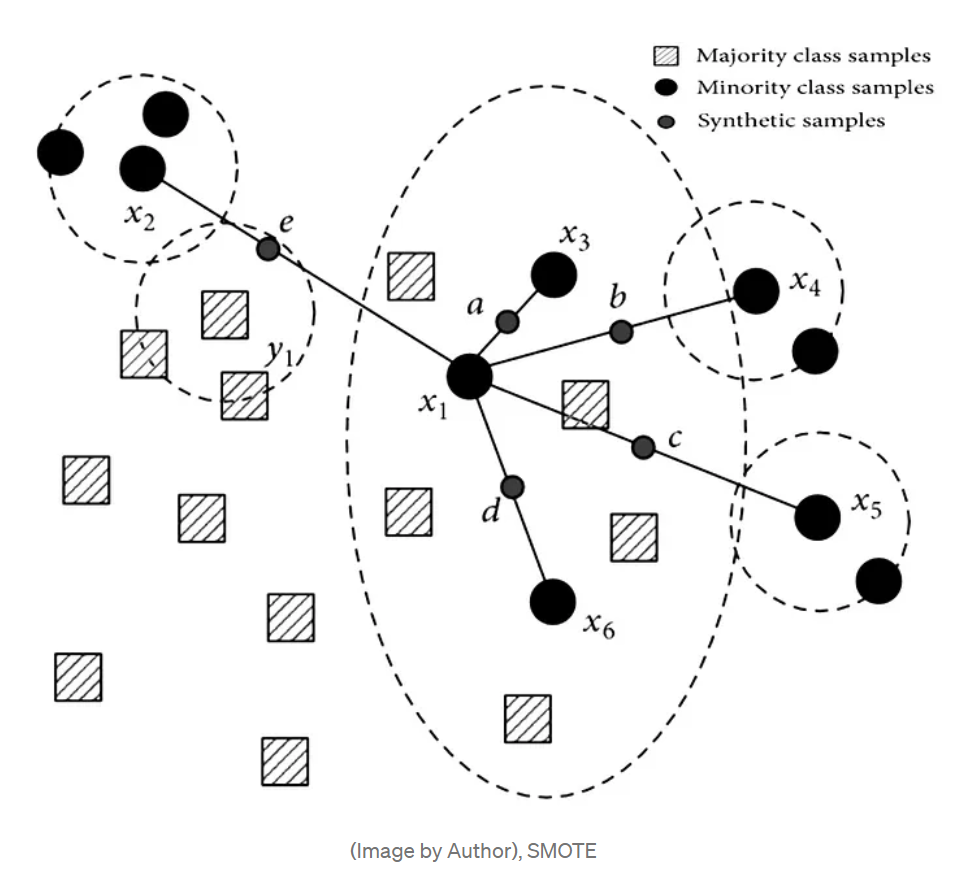 Majority class samples
Minority class samples
Synthetic samples
x2
e
x3
a
b
x4
y1
x1
c
d
x5
x6
(Image by Author), SMOTE